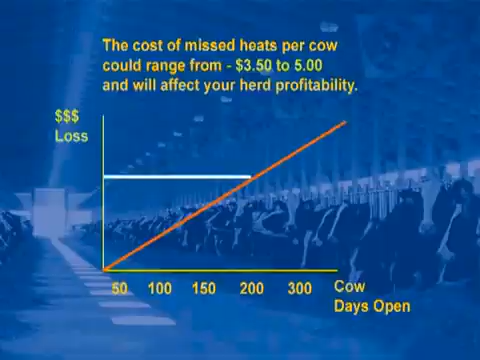 The cost of missed heats per cow
could range from - $3.50 to 5.00
and will affect your herd profitability.
$$$
Loss
50 100 150 200 300 Cow
Days Open